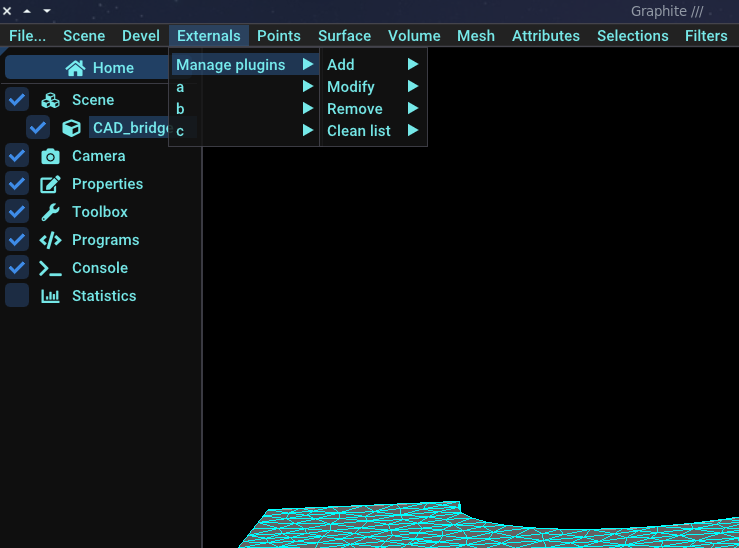 Graphite ///
File... Scene Devel Externals Points Surface Volume Mesh Attributes Selections Filters
Home
Manage plugins
a
b
c
Add
Modify
Remove
Clean list
Scene
CAD_bridge
Camera
Properties
Toolbox
Programs
Console
Statistics